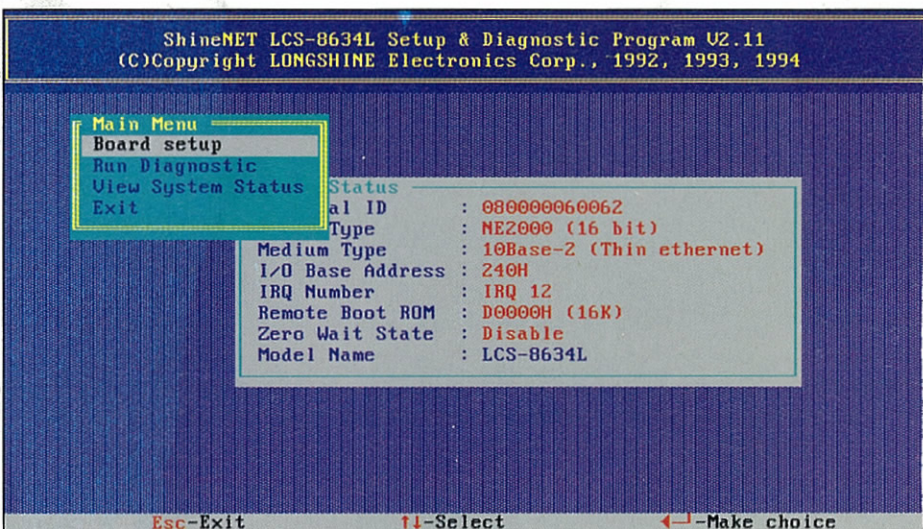 ShineNET LCS-8634L Setup & Diagnostic Program V2.11
(C)Copyright LONGSHINE Electronics Corp., 1992, 1993, 1994
Main Menu
Board setup
Run Diagnostic
View System Status
Exit
Status
al ID : 080000060062
Type : NE2000 (16 bit)
Medium Type : 10Base-2 (Thin ethernet)
I/O Base Address : 240H
IRQ Number : IRQ 12
Remote Boot ROM : D0000H (16K)
Zero Wait State : Disable
Model Name : LCS-8634L
Esc-Exit ↑↓-Select ◄─┘-Make choice